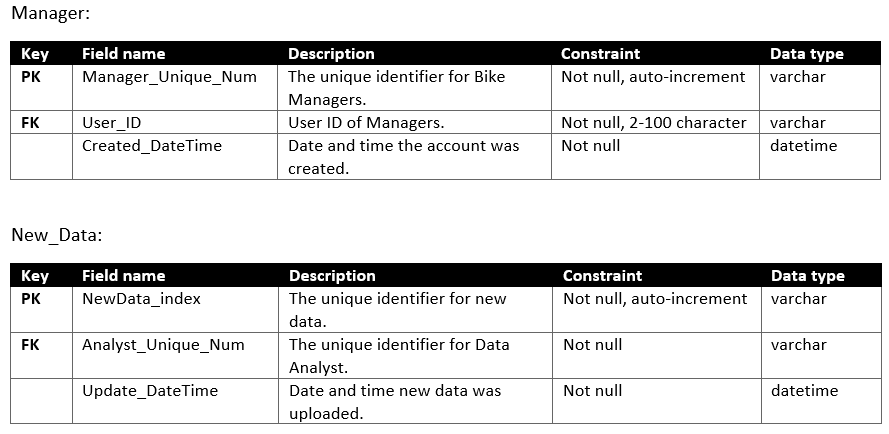 Manager:
Key Field name Description Constraint Data type
PK Manager_Unique_Num The unique identifier for Bike Not null, auto-increment varchar
Managers.
FK User_ID User ID of Managers. Not null, 2-100 character varchar
Created_DateTime Date and time the account was Not null datetime
created.
New_Data:
Key Field name Description Constraint Data type
PK NewData_index The unique identifier for new Not null, auto-increment varchar
data.
FK Analyst_Unique_Num The unique identifier for Data Not null varchar
Analyst.
Update_DateTime Date and time new data was Not null datetime
uploaded.